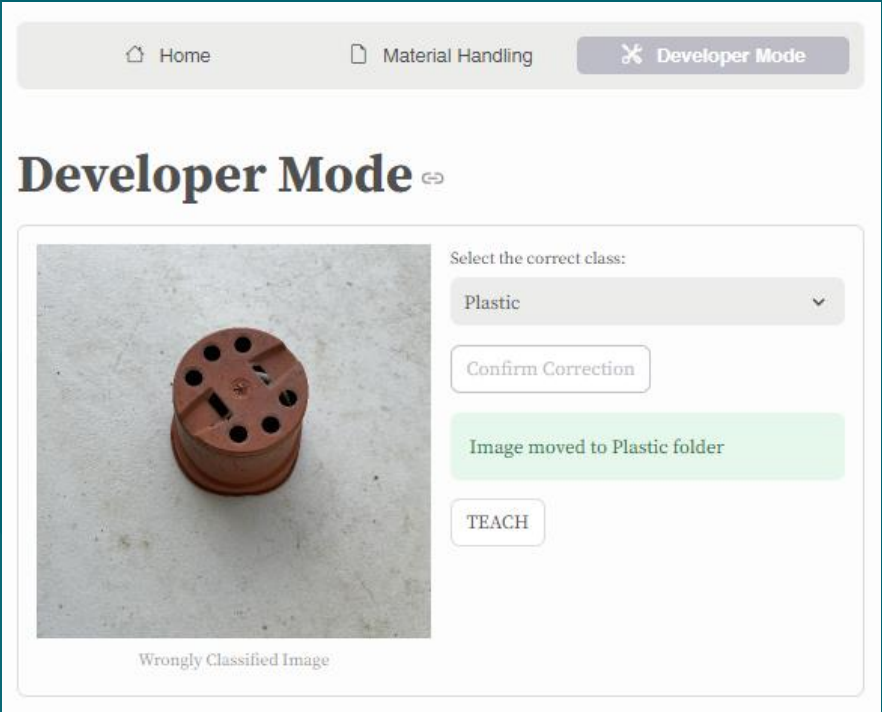 Home
Material Handling
Developer Mode
Developer Mode
Select the correct class:
Plastic
Confirm Correction
Image moved to Plastic folder
TEACH
Wrongly Classified Image